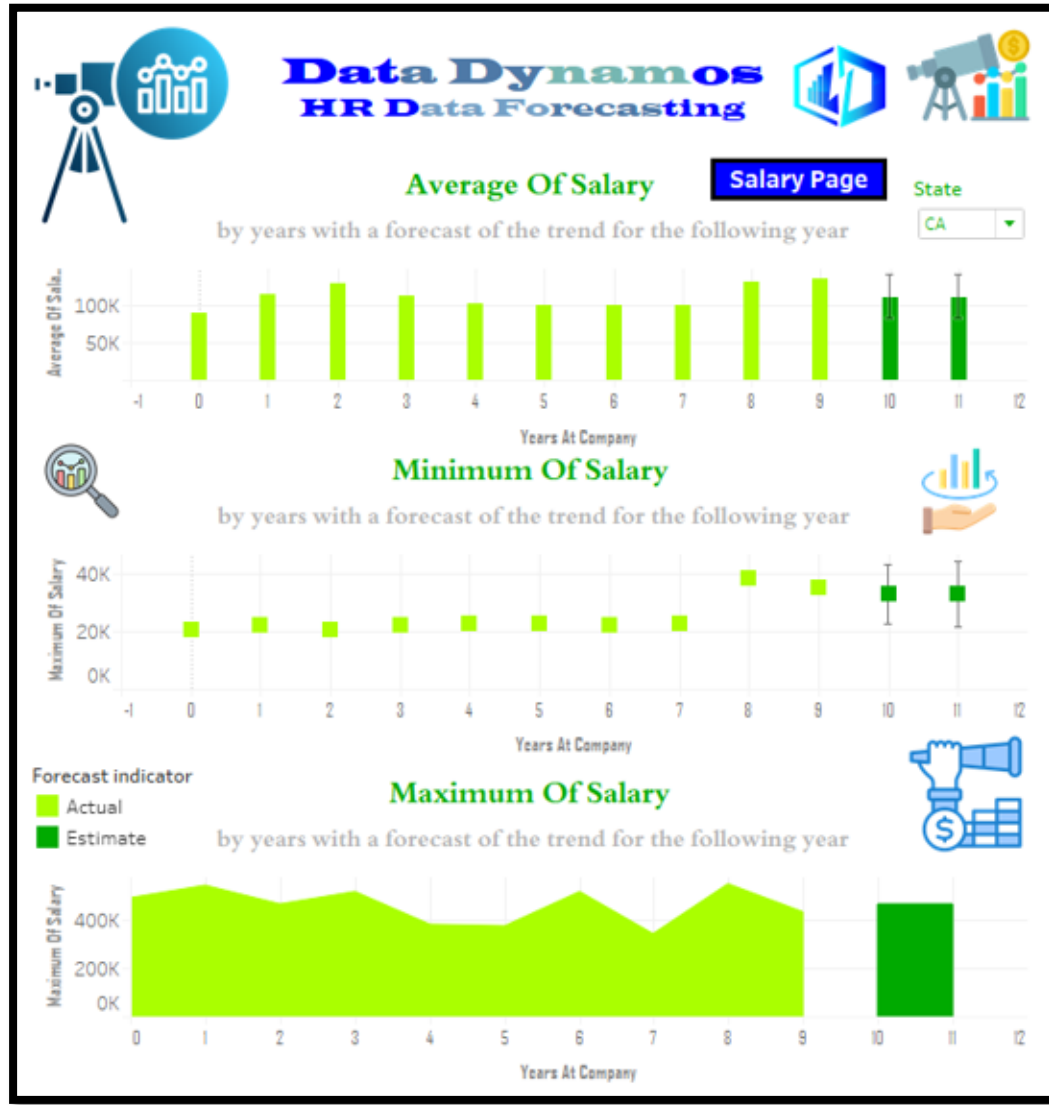 Data Dynamos
HR Data Forecasting
Average Of Salary
Salary Page
State
by years with a forecast of the trend for the following year
CA
Average Of Sala..
100K
50K
-1 0 1 2 3 4 5 6 7 8 9 10 11 12
Years At Company
Minimum Of Salary
by years with a forecast of the trend for the following year
Maximum Of Salary
40K
20K
0K
-1 0 1 2 3 4 5 6 7 8 9 10 11 12
Years At Company
Forecast indicator
Actual
Estimate
Maximum Of Salary
by years with a forecast of the trend for the following year
Maximum Of Salary
400K
200K
0K
0 1 2 3 4 5 6 7 8 9 10 11 12
Years At Company